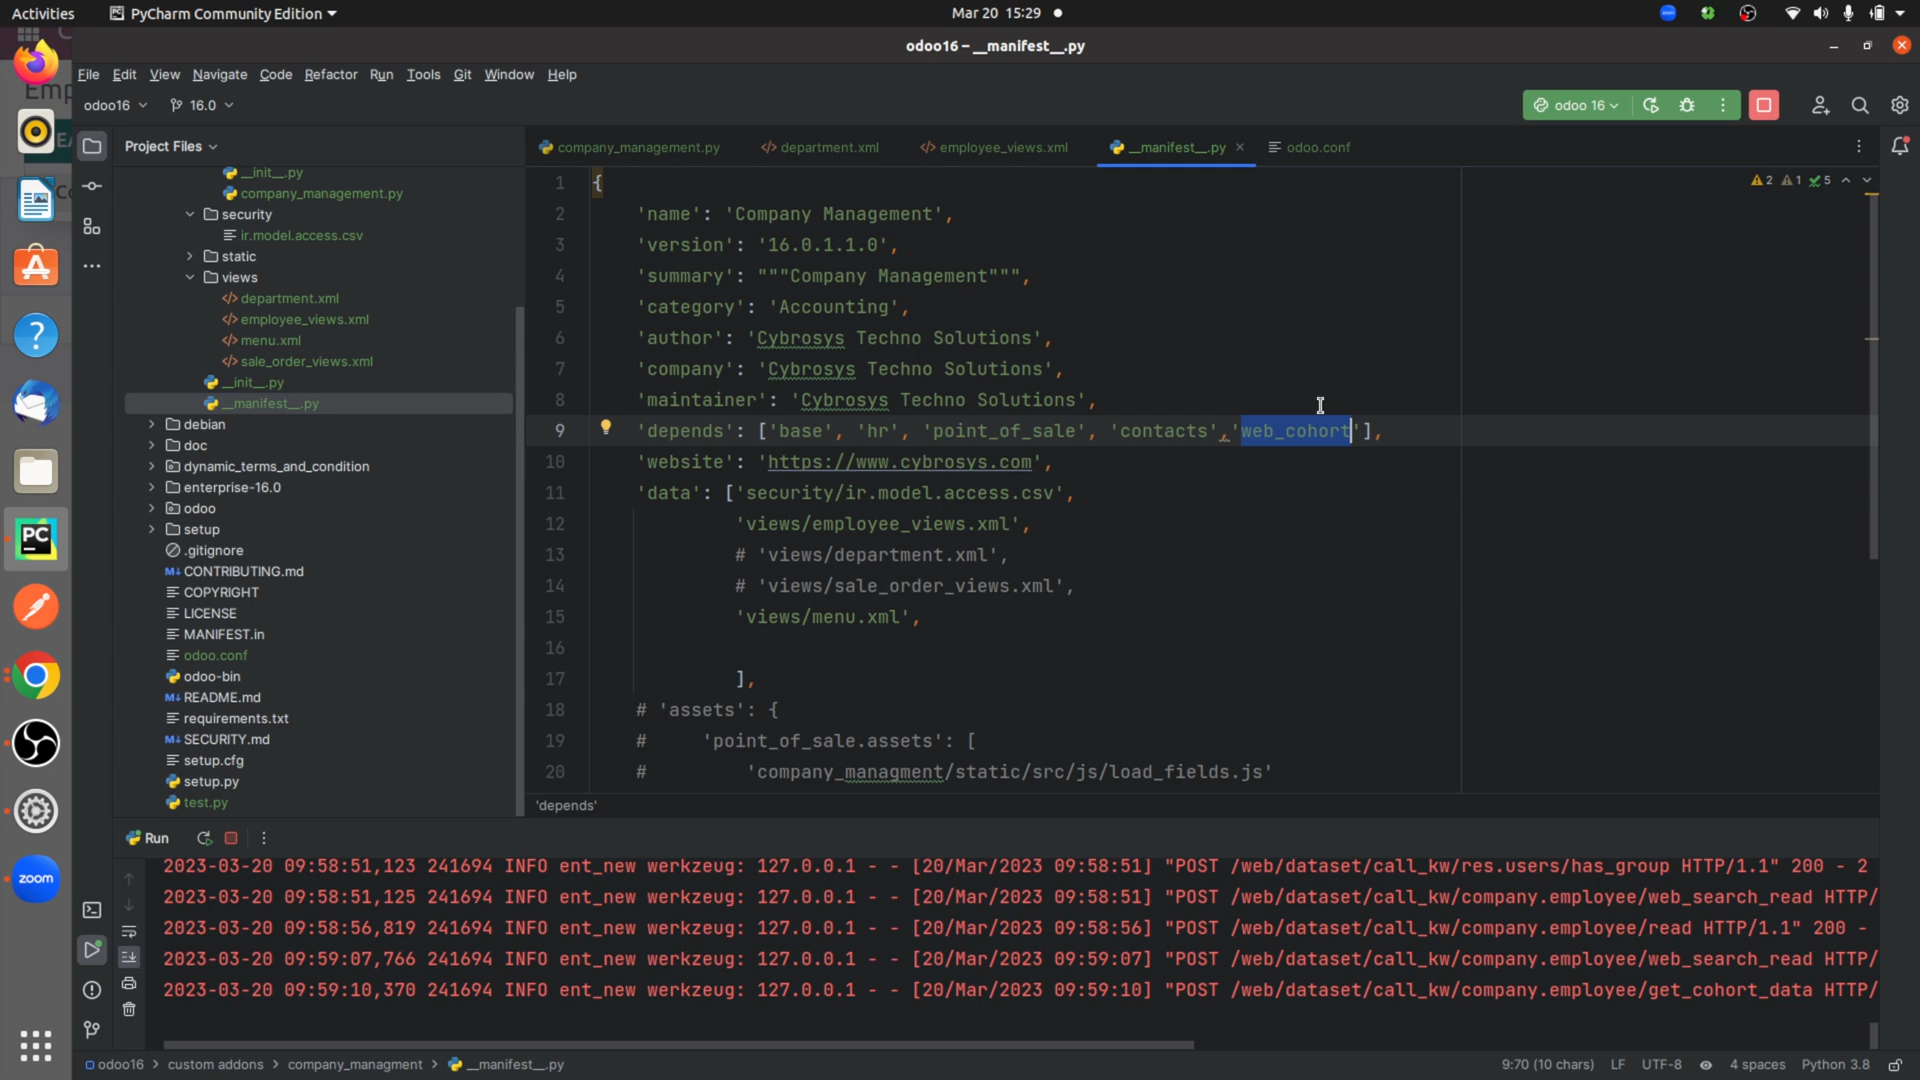 Activities
PyCharm Community Edition
Mar 20 15:29
odoo16 – __manifest__.py
File Edit View Navigate Code Refactor Run Tools Git Window Help
odoo16
16.0
odoo 16
Project Files
company_management.py
department.xml
employee_views.xml
__manifest__.py
odoo.conf
__init__.py
company_management.py
security
ir.model.access.csv
static
views
department.xml
employee_views.xml
menu.xml
sale_order_views.xml
__init__.py
__manifest__.py
debian
doc
dynamic_terms_and_condition
enterprise-16.0
odoo
setup
.gitignore
CONTRIBUTING.md
COPYRIGHT
LICENSE
MANIFEST.in
odoo.conf
odoo-bin
README.md
requirements.txt
SECURITY.md
setup.cfg
setup.py
test.py
2 1 5
1 {
2 'name': 'Company Management',
3 'version': '16.0.1.1.0',
4 'summary': """Company Management""",
5 'category': 'Accounting',
6 'author': 'Cybrosys Techno Solutions',
7 'company': 'Cybrosys Techno Solutions',
8 'maintainer': 'Cybrosys Techno Solutions',
9 'depends': ['base', 'hr', 'point_of_sale', 'contacts','web_cohort'],
10 'website': 'https://www.cybrosys.com',
11 'data': ['security/ir.model.access.csv',
12 'views/employee_views.xml',
13 # 'views/department.xml',
14 # 'views/sale_order_views.xml',
15 'views/menu.xml',
16
17 ],
18 # 'assets': {
19 # 'point_of_sale.assets': [
20 # 'company_managment/static/src/js/load_fields.js'
'depends'
Run
2023-03-20 09:58:51,123 241694 INFO ent_new werkzeug: 127.0.0.1 - - [20/Mar/2023 09:58:51] "POST /web/dataset/call_kw/res.users/has_group HTTP/1.1" 200 - 2
2023-03-20 09:58:51,125 241694 INFO ent_new werkzeug: 127.0.0.1 - - [20/Mar/2023 09:58:51] "POST /web/dataset/call_kw/company.employee/web_search_read HTTP/
2023-03-20 09:58:56,819 241694 INFO ent_new werkzeug: 127.0.0.1 - - [20/Mar/2023 09:58:56] "POST /web/dataset/call_kw/company.employee/read HTTP/1.1" 200 -
2023-03-20 09:59:07,766 241694 INFO ent_new werkzeug: 127.0.0.1 - - [20/Mar/2023 09:59:07] "POST /web/dataset/call_kw/company.employee/web_search_read HTTP/
2023-03-20 09:59:10,370 241694 INFO ent_new werkzeug: 127.0.0.1 - - [20/Mar/2023 09:59:10] "POST /web/dataset/call_kw/company.employee/get_cohort_data HTTP/
odoo16 > custom addons > company_managment > __manifest__.py
9:70 (10 chars) LF UTF-8 4 spaces Python 3.8
PC
zoom